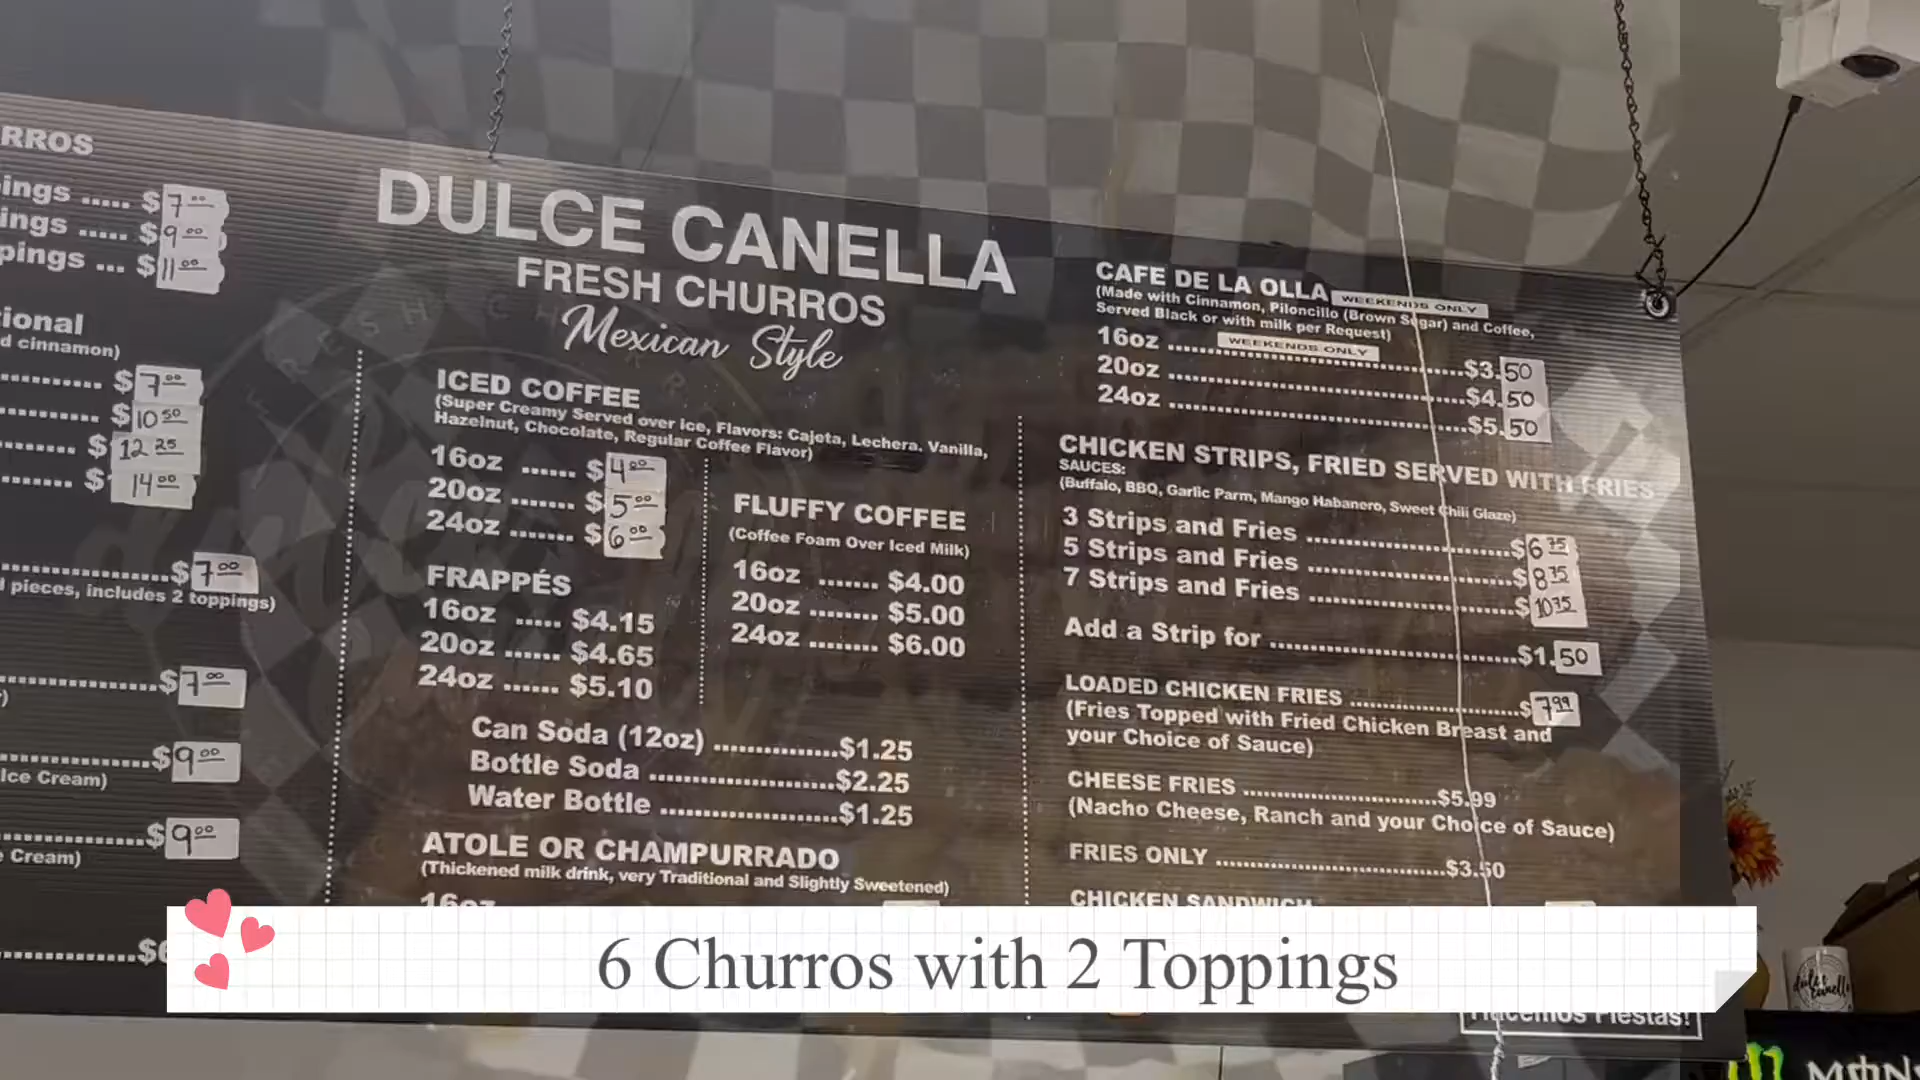 RROS
ings ..... $7.00
ings ..... $9.00
pings ... $11.00
ional
d cinnamon)
$7.00
$10.50
$12.25
$14.00
$7.00
pieces, includes 2 toppings)
$7.00
$9.00
Ice Cream)
$9.00
Cream)
DULCE CANELLA
FRESH CHURROS
Mexican Style
ICED COFFEE
(Super Creamy Served over Ice, Flavors: Cajeta, Lechera. Vanilla,
Hazelnut, Chocolate, Regular Coffee Flavor)
16oz ...... $4.00
20oz ....... $5.00
24oz ....... $6.00
FRAPPÉS
16oz ..... $4.15
20oz ...... $4.65
24oz ...... $5.10
FLUFFY COFFEE
(Coffee Foam Over Iced Milk)
16oz ....... $4.00
20oz ........ $5.00
24oz ........ $6.00
Can Soda (12oz) ...............$1.25
Bottle Soda ......................$2.25
Water Bottle .....................$1.25
ATOLE OR CHAMPURRADO
(Thickened milk drink, very Traditional and Slightly Sweetened)
16oz
CAFE DE LA OLLA WEEKENDS ONLY
(Made with Cinnamon, Piloncillo (Brown Sugar) and Coffee,
Served Black or with milk per Request)
WEEKENDS ONLY
16oz ........................................$3.50
20oz ........................................$4.50
24oz ........................................$5.50
CHICKEN STRIPS, FRIED SERVED WITH FRIES
SAUCES:
(Buffalo, BBQ, Garlic Parm, Mango Habanero, Sweet Chili Glaze)
3 Strips and Fries ...........................$6.75
5 Strips and Fries ...........................$8.75
7 Strips and Fries ...........................$10.75
Add a Strip for ................................$1.50
LOADED CHICKEN FRIES ......................$7.99
(Fries Topped with Fried Chicken Breast and
your Choice of Sauce)
CHEESE FRIES .........................$5.99
(Nacho Cheese, Ranch and your Choice of Sauce)
FRIES ONLY ..............................$3.50
CHICKEN SANDWICH
6 Churros with 2 Toppings
Hacemos Fiestas!
dulce canella